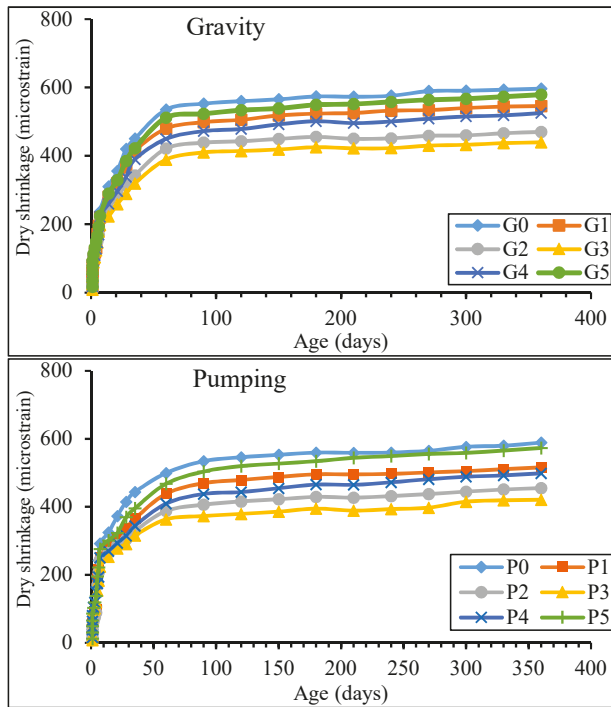 Gravity
Dry shrinkage (microstrain)
800
600
400
200
0
G0 G1
G2 G3
G4 G5
0 100 200 300 400
Age (days)
Pumping
Dry shrinkage (microstrain)
800
600
400
200
0
P0 P1
P2 P3
P4 P5
0 50 100 150 200 250 300 350 400
Age (days)